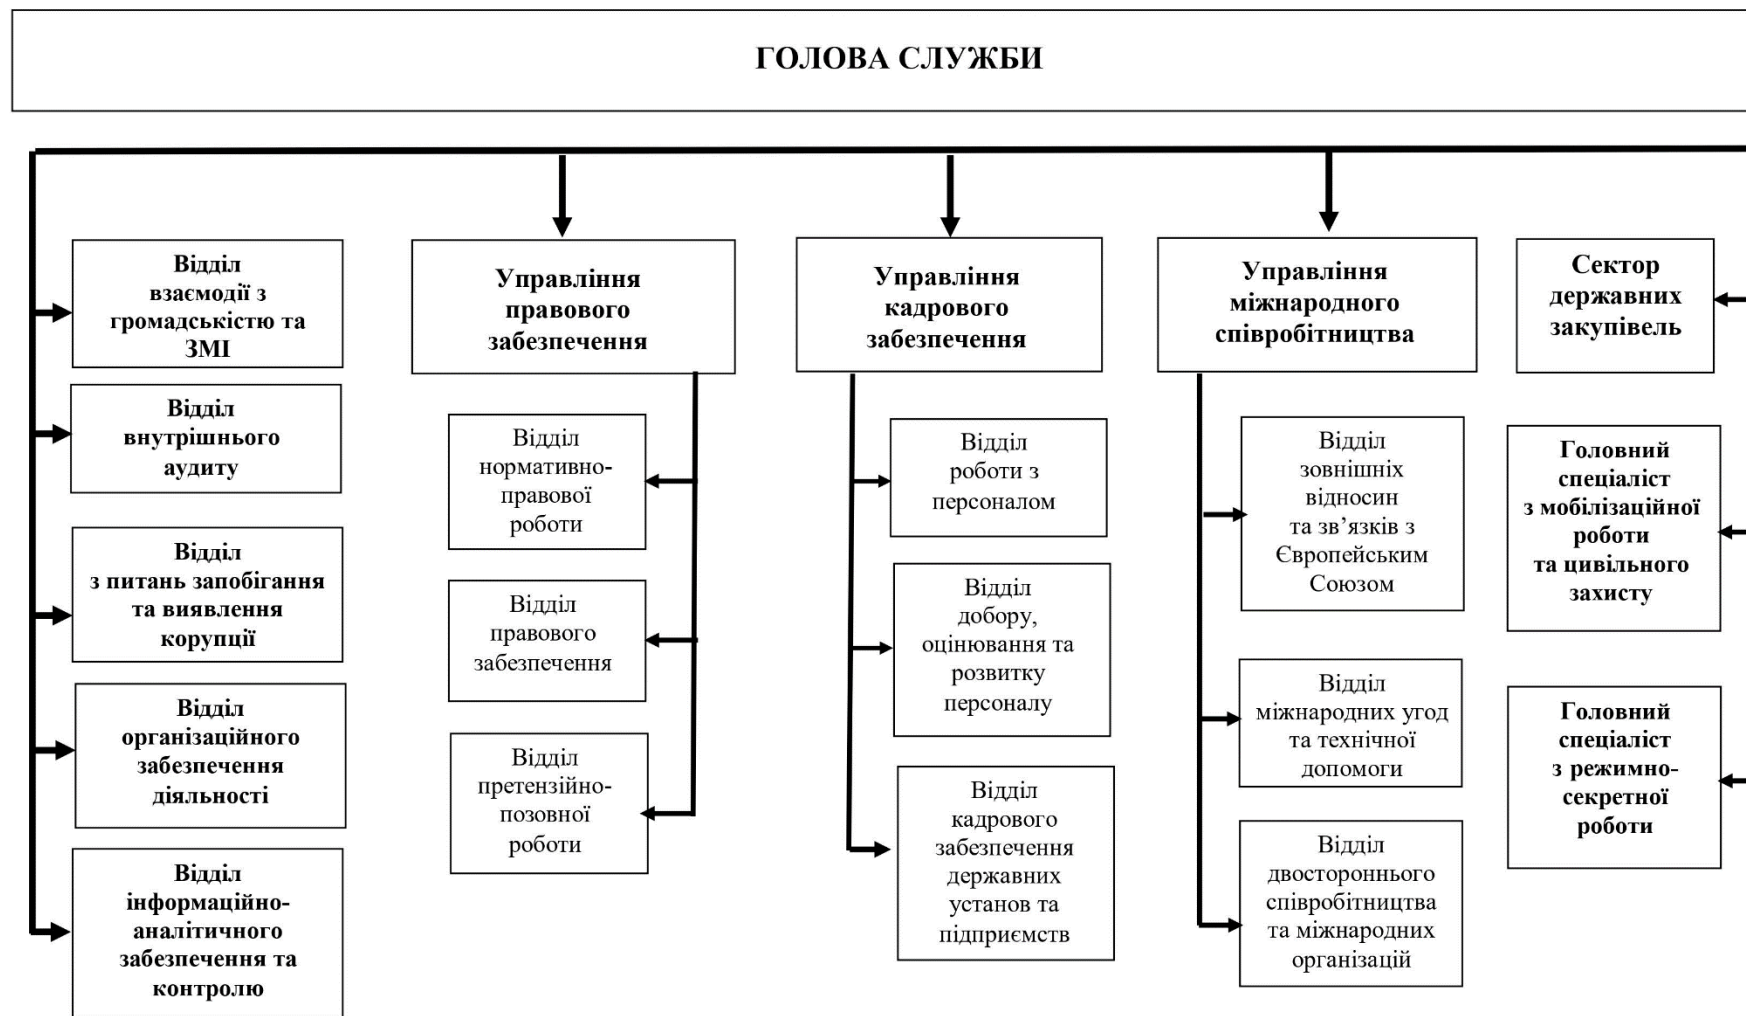 ГОЛОВА СЛУЖБИ
Відділ
взаємодії з
громадськістю та
ЗМІ
Відділ
внутрішнього
аудиту
Відділ
з питань запобігання
та виявлення
корупції
Відділ
організаційного
забезпечення
діяльності
Відділ
інформаційно-
аналітичного
забезпечення та
контролю
Управління
правового
забезпечення
Відділ
нормативно-
правової
роботи
Відділ
правового
забезпечення
Відділ
претензійно-
позовної
роботи
Управління
кадрового
забезпечення
Відділ
роботи з
персоналом
Відділ
добору,
оцінювання та
розвитку
персоналу
Відділ
кадрового
забезпечення
державних
установ та
підприємств
Управління
міжнародного
співробітництва
Відділ
зовнішніх
відносин
та зв’язків з
Європейським
Союзом
Відділ
міжнародних угод
та технічної
допомоги
Відділ
двостороннього
співробітництва
та міжнародних
організацій
Сектор
державних
закупівель
Головний
спеціаліст
з мобілізаційної
роботи
та цивільного
захисту
Головний
спеціаліст
з режимно-
секретної
роботи